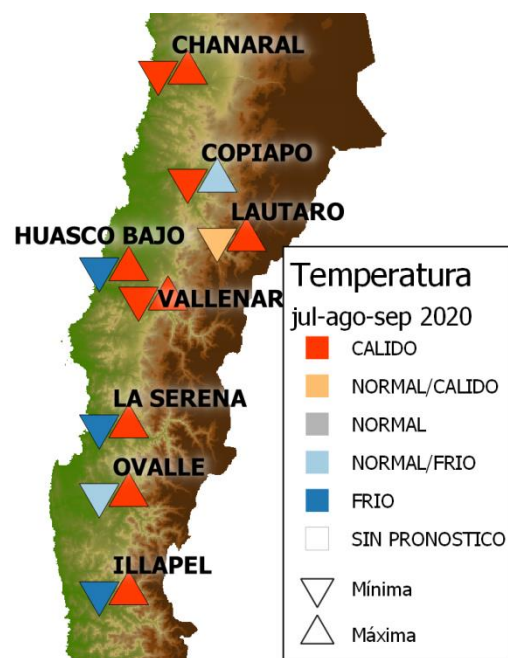 CHANARAL
COPIAPO
LAUTARO
HUASCO BAJO
VALLENAR
LA SERENA
OVALLE
ILLAPEL
Temperatura
jul-ago-sep 2020
CALIDO
NORMAL/CALIDO
NORMAL
NORMAL/FRIO
FRIO
SIN PRONOSTICO
Mínima
Máxima